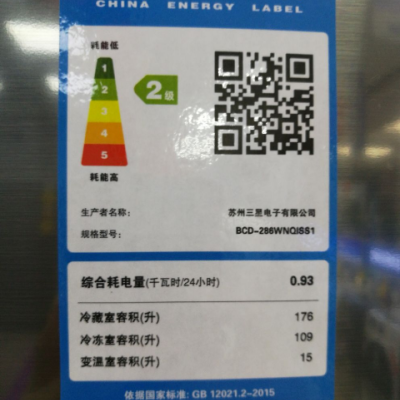 CHINA ENERGY LABEL
耗能低
1
2
3
4
5
2级
耗能高
生产者名称: 苏州三星电子有限公司
规格型号: BCD-286WNQISS1
综合耗电量(千瓦时/24小时) 0.93
冷藏室容积(升) 176
冷冻室容积(升) 109
变温室容积(升) 15
依据国家标准: GB 12021.2-2015